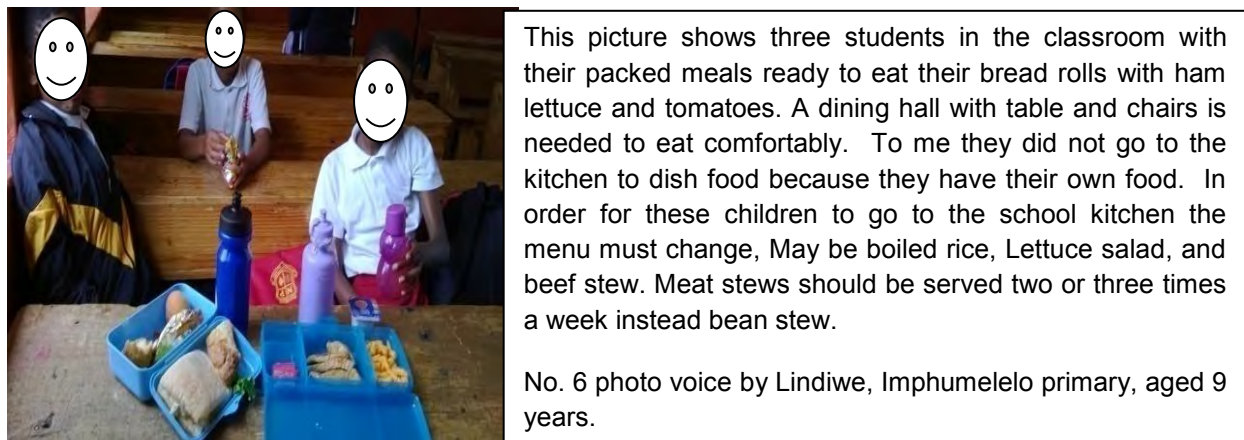 This picture shows three students in the classroom with
their packed meals ready to eat their bread rolls with ham
lettuce and tomatoes. A dining hall with table and chairs is
needed to eat comfortably. To me they did not go to the
kitchen to dish food because they have their own food. In
order for these children to go to the school kitchen the
menu must change, May be boiled rice, Lettuce salad, and
beef stew. Meat stews should be served two or three times
a week instead bean stew.
No. 6 photo voice by Lindiwe, Imphumelelo primary, aged 9
years.